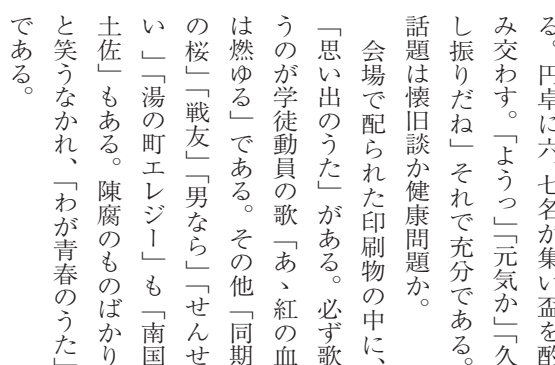 る。円卓に六、七名が集い盃を酌
み交わす。「ようっ」「元気か」「久
し振りだね」それで充分である。
話題は懐旧談か健康問題か。
会場で配られた印刷物の中に、
「思い出のうた」がある。必ず歌
うのが学徒動員の歌「あゝ紅の血
は燃ゆる」である。その他「同期
の桜」「戦友」「男なら」「せんせ
い」「湯の町エレジー」も「南国
土佐」もある。陳腐のものばかり
と笑うなかれ、「わが青春のうた」
である。